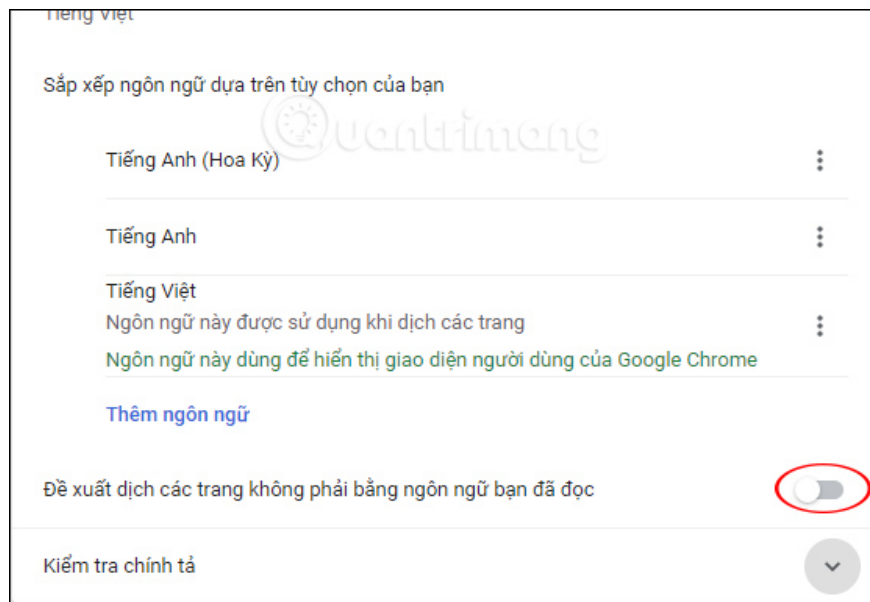 Tiếng Việt
Sắp xếp ngôn ngữ dựa trên tùy chọn của bạn
Quantrimang
Tiếng Anh (Hoa Kỳ)
Tiếng Anh
Tiếng Việt
Ngôn ngữ này được sử dụng khi dịch các trang
Ngôn ngữ này dùng để hiển thị giao diện người dùng của Google Chrome
Thêm ngôn ngữ
Đề xuất dịch các trang không phải bằng ngôn ngữ bạn đã đọc
Kiểm tra chính tả